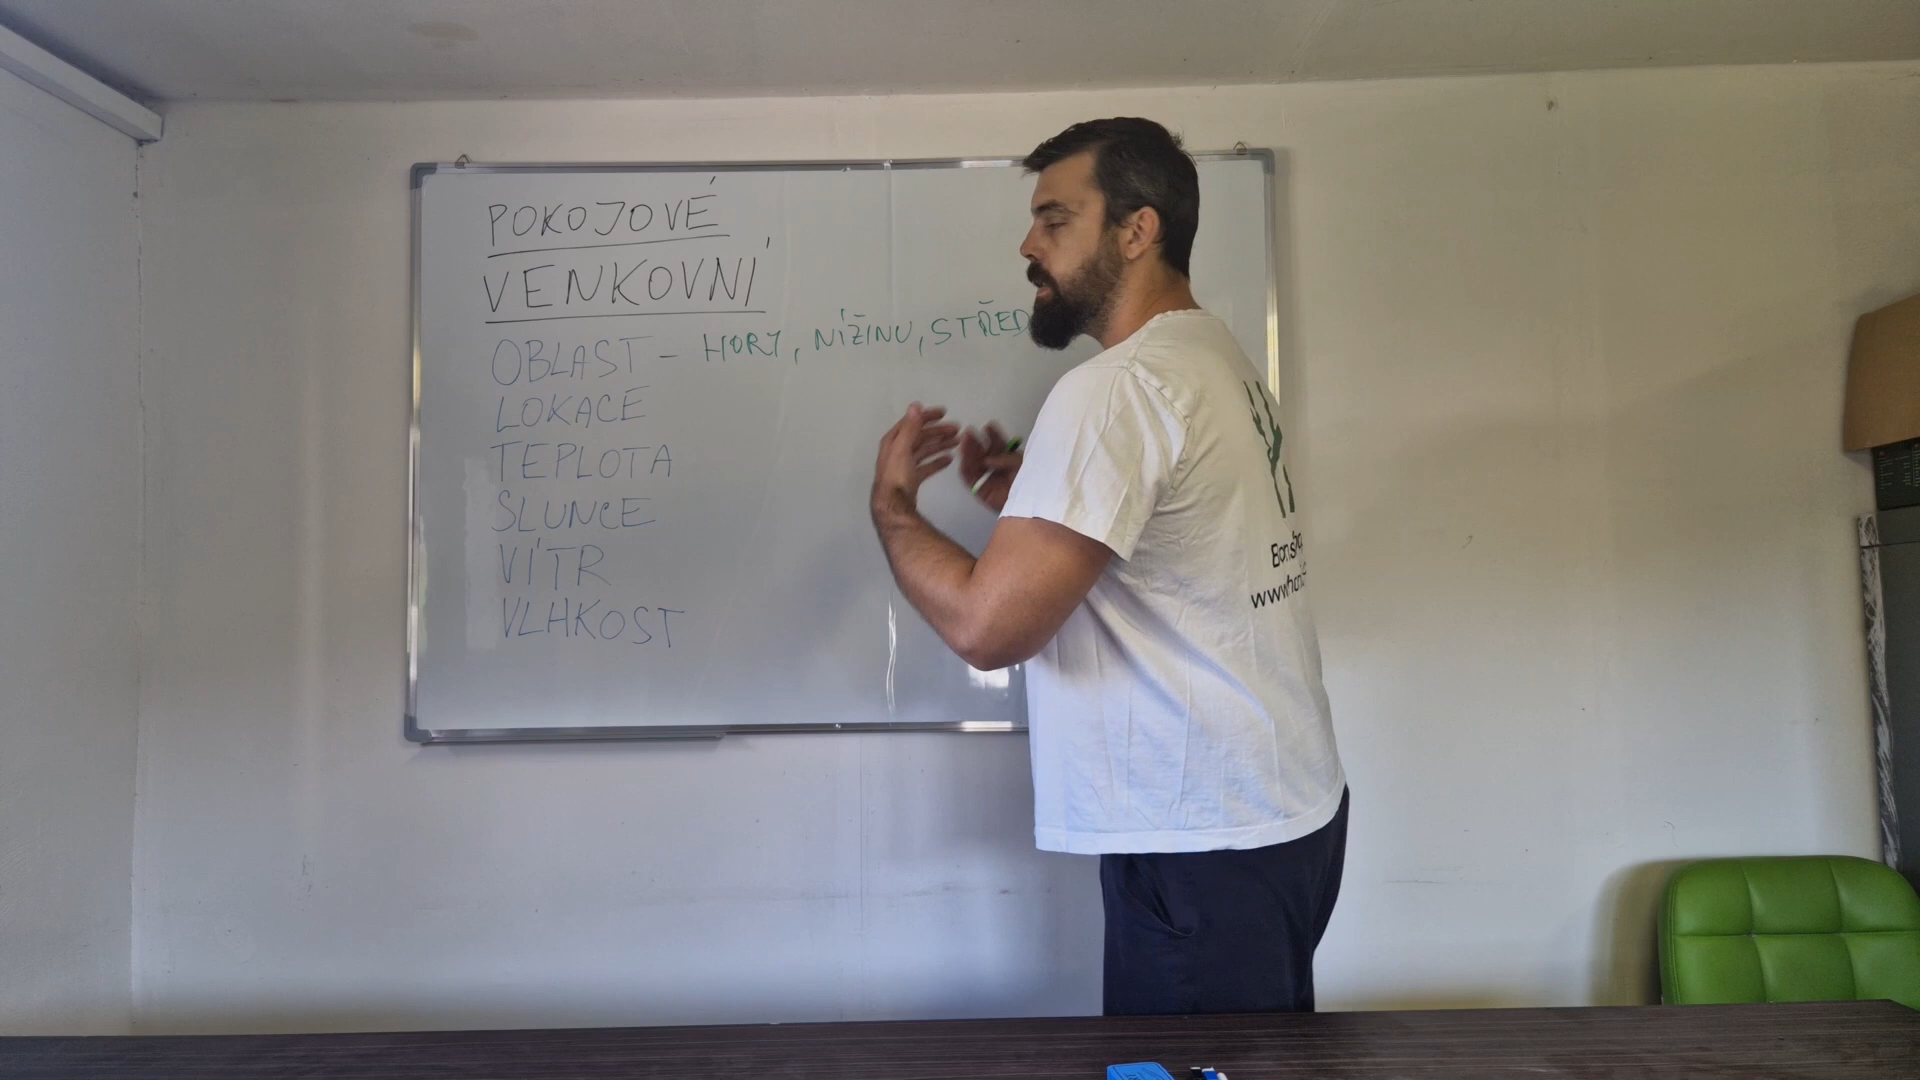 POKOJOVÉ
VENKOVNÍ
OBLAST - HORY, NÍŽINU, STŘED
LOKACE
TEPLOTA
SLUNCE
VÍTR
VLHKOST